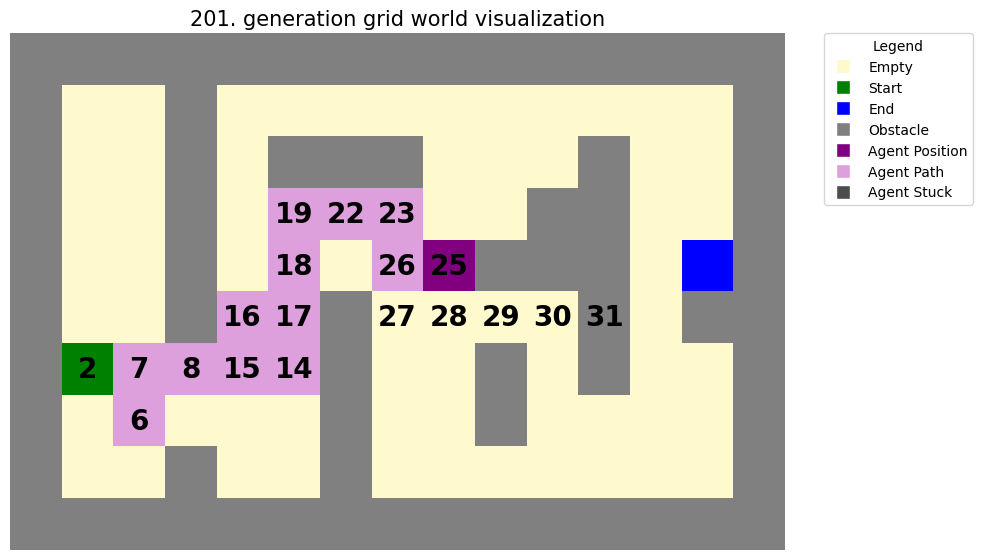 201. generation grid world visualization
Legend
Empty
Start
End
Obstacle
Agent Position
Agent Path
Agent Stuck
19 22 23
18 26 25
16 17 27 28 29 30 31
2 7 8 15 14
6